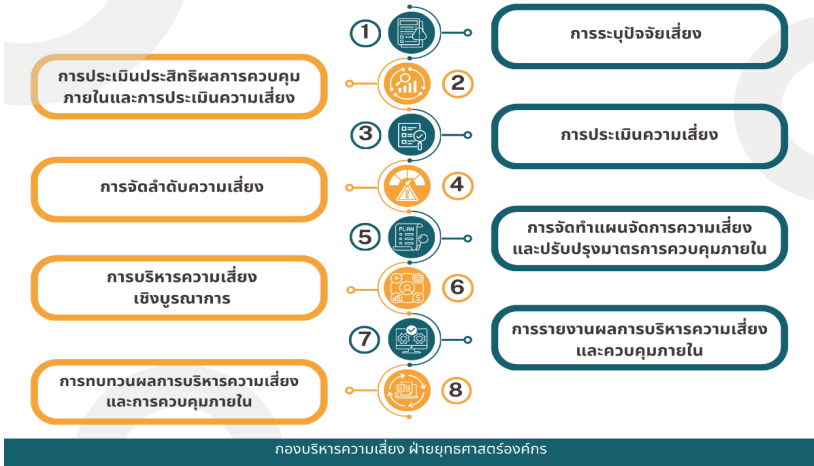 1
การระบุปัจจัยเสี่ยง
การประเมินประสิทธิผลการควบคุม
ภายในและการประเมินความเสี่ยง
2
3
การประเมินความเสี่ยง
การจัดลำดับความเสี่ยง
4
5
PLAN
การจัดทำแผนจัดการความเสี่ยง
และปรับปรุงมาตรการควบคุมภายใน
การบริหารความเสี่ยง
เชิงบูรณาการ
6
7
การรายงานผลการบริหารความเสี่ยง
และควบคุมภายใน
การทบทวนผลการบริหารความเสี่ยง
และการควบคุมภายใน
8
กองบริหารความเสี่ยง ฝ่ายยุทธศาสตร์องค์กร